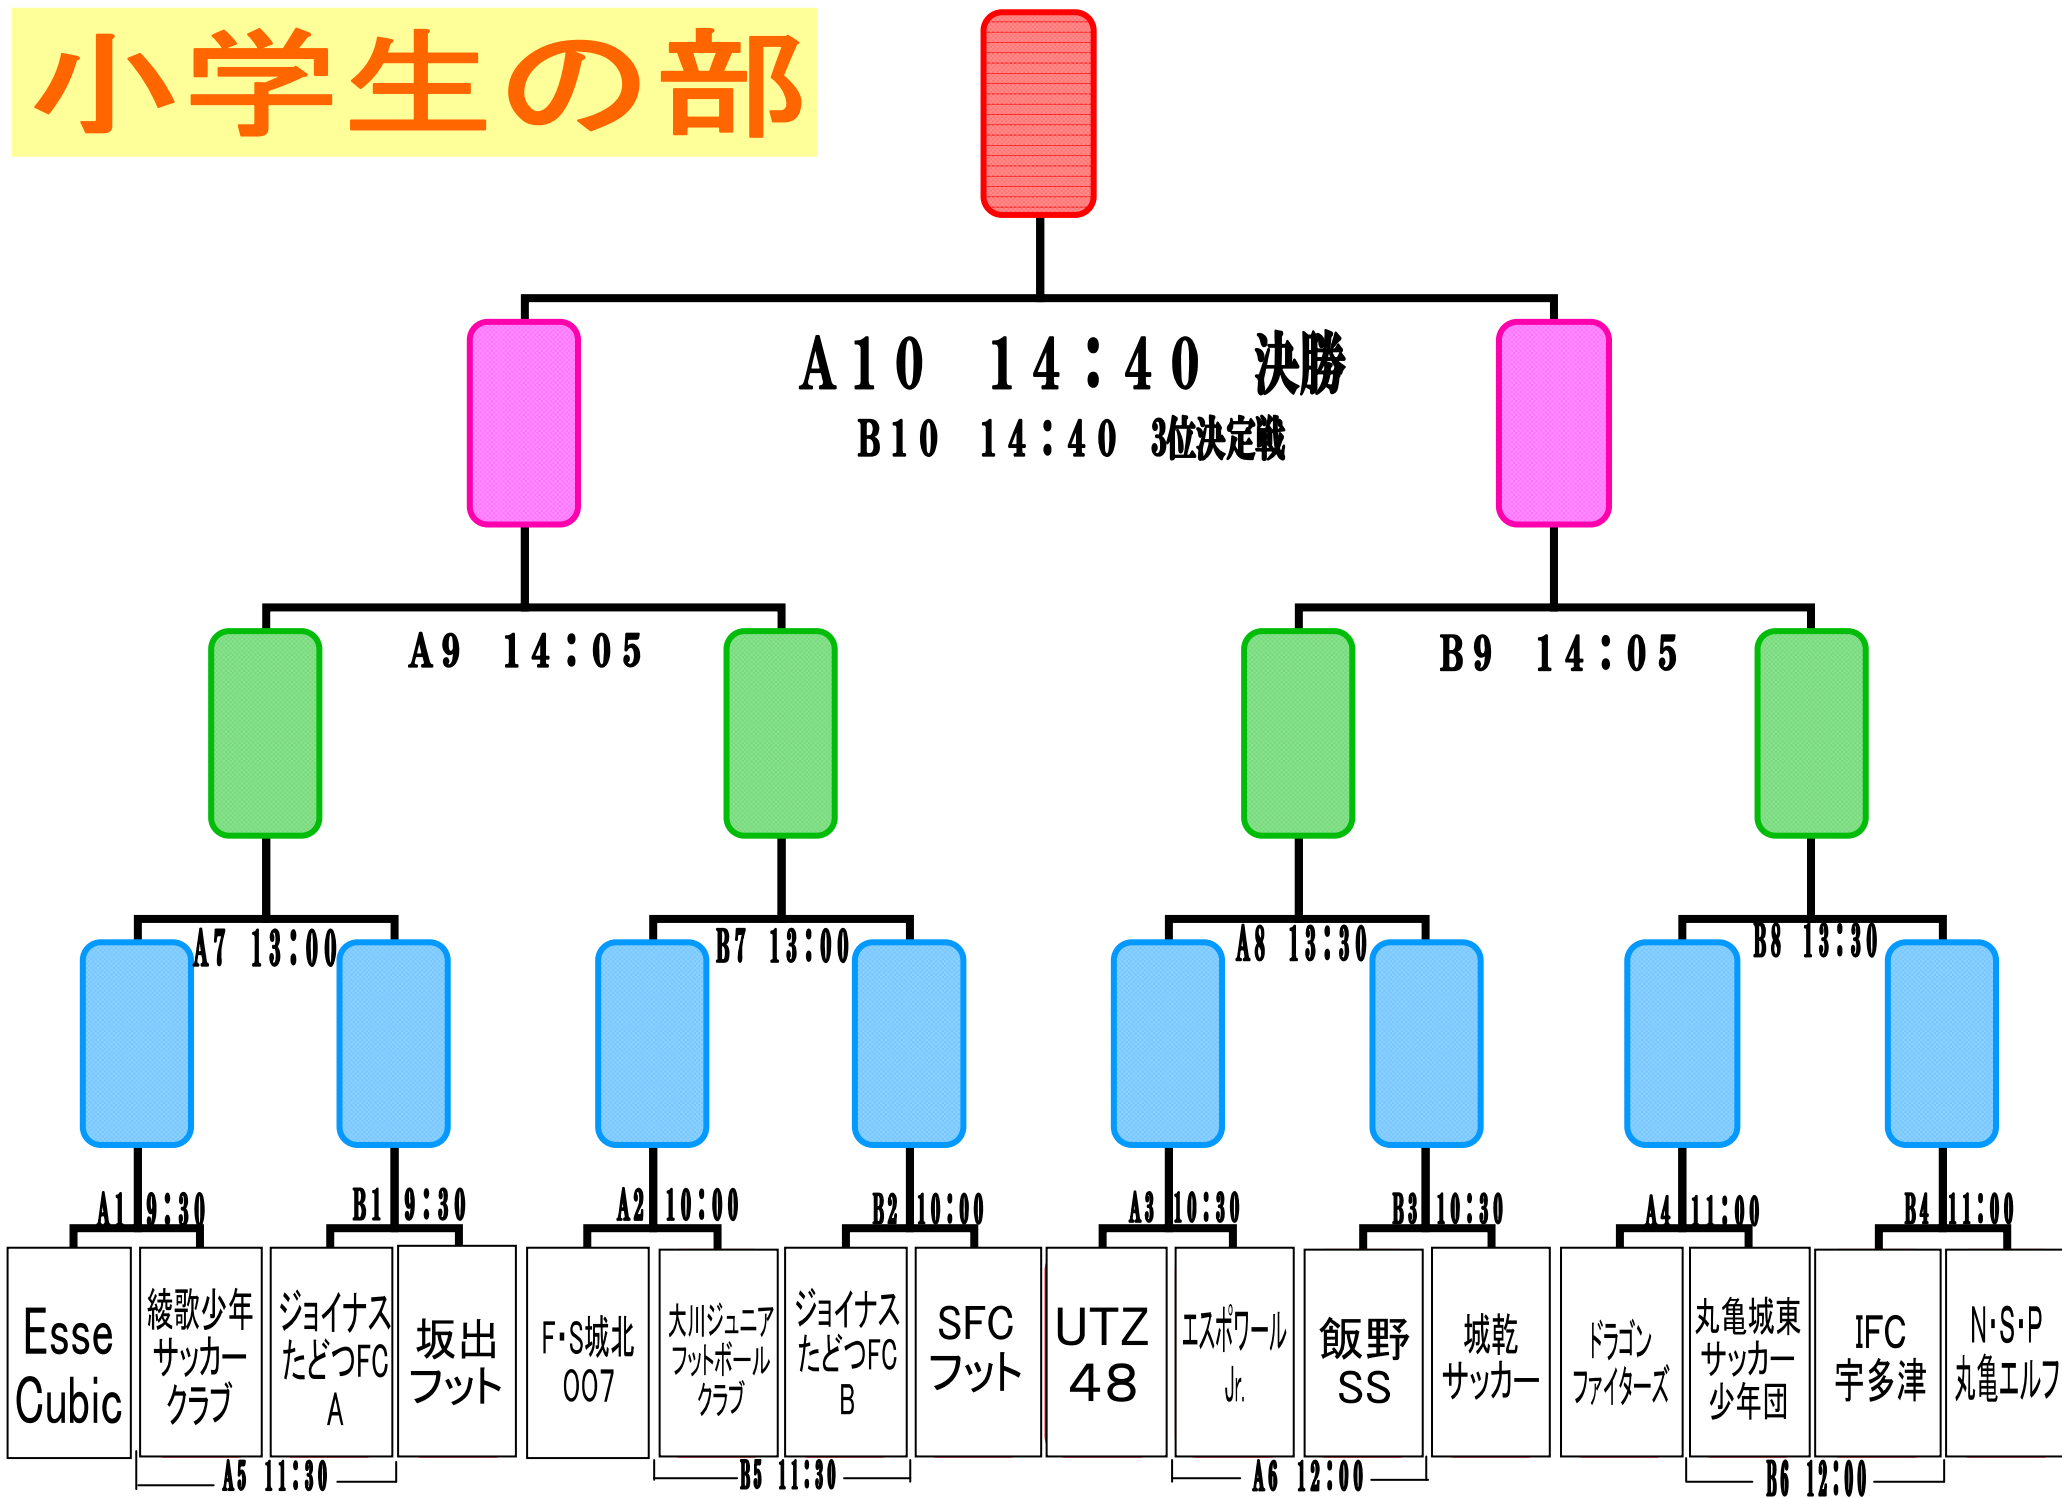 小学生の部
A10 14：40 決勝
B10 14：40 3位決定戦
A9 14：05
B9 14：05
A7 13：00
B7 13：00
A8 13：30
B8 13：30
A1 9：30
B1 9：30
A2 10：00
B2 10：00
A3 10：30
B3 10：30
A4 11：00
B4 11：00
Esse
Cubic
綾歌少年
サッカー
クラブ
ジョイナス
たどつFC
A
坂出
フット
F・S城北
007
大川ジュニア
フットボール
クラブ
ジョイナス
たどつFC
B
SFC
フット
UTZ
48
エスポワール
Jr.
飯野
SS
城乾
サッカー
ドラゴン
ファイターズ
丸亀城東
サッカー
少年団
IFC
宇多津
N・S・P
丸亀エルフ
A5 11：30
B5 11：30
A6 12：00
B6 12：00